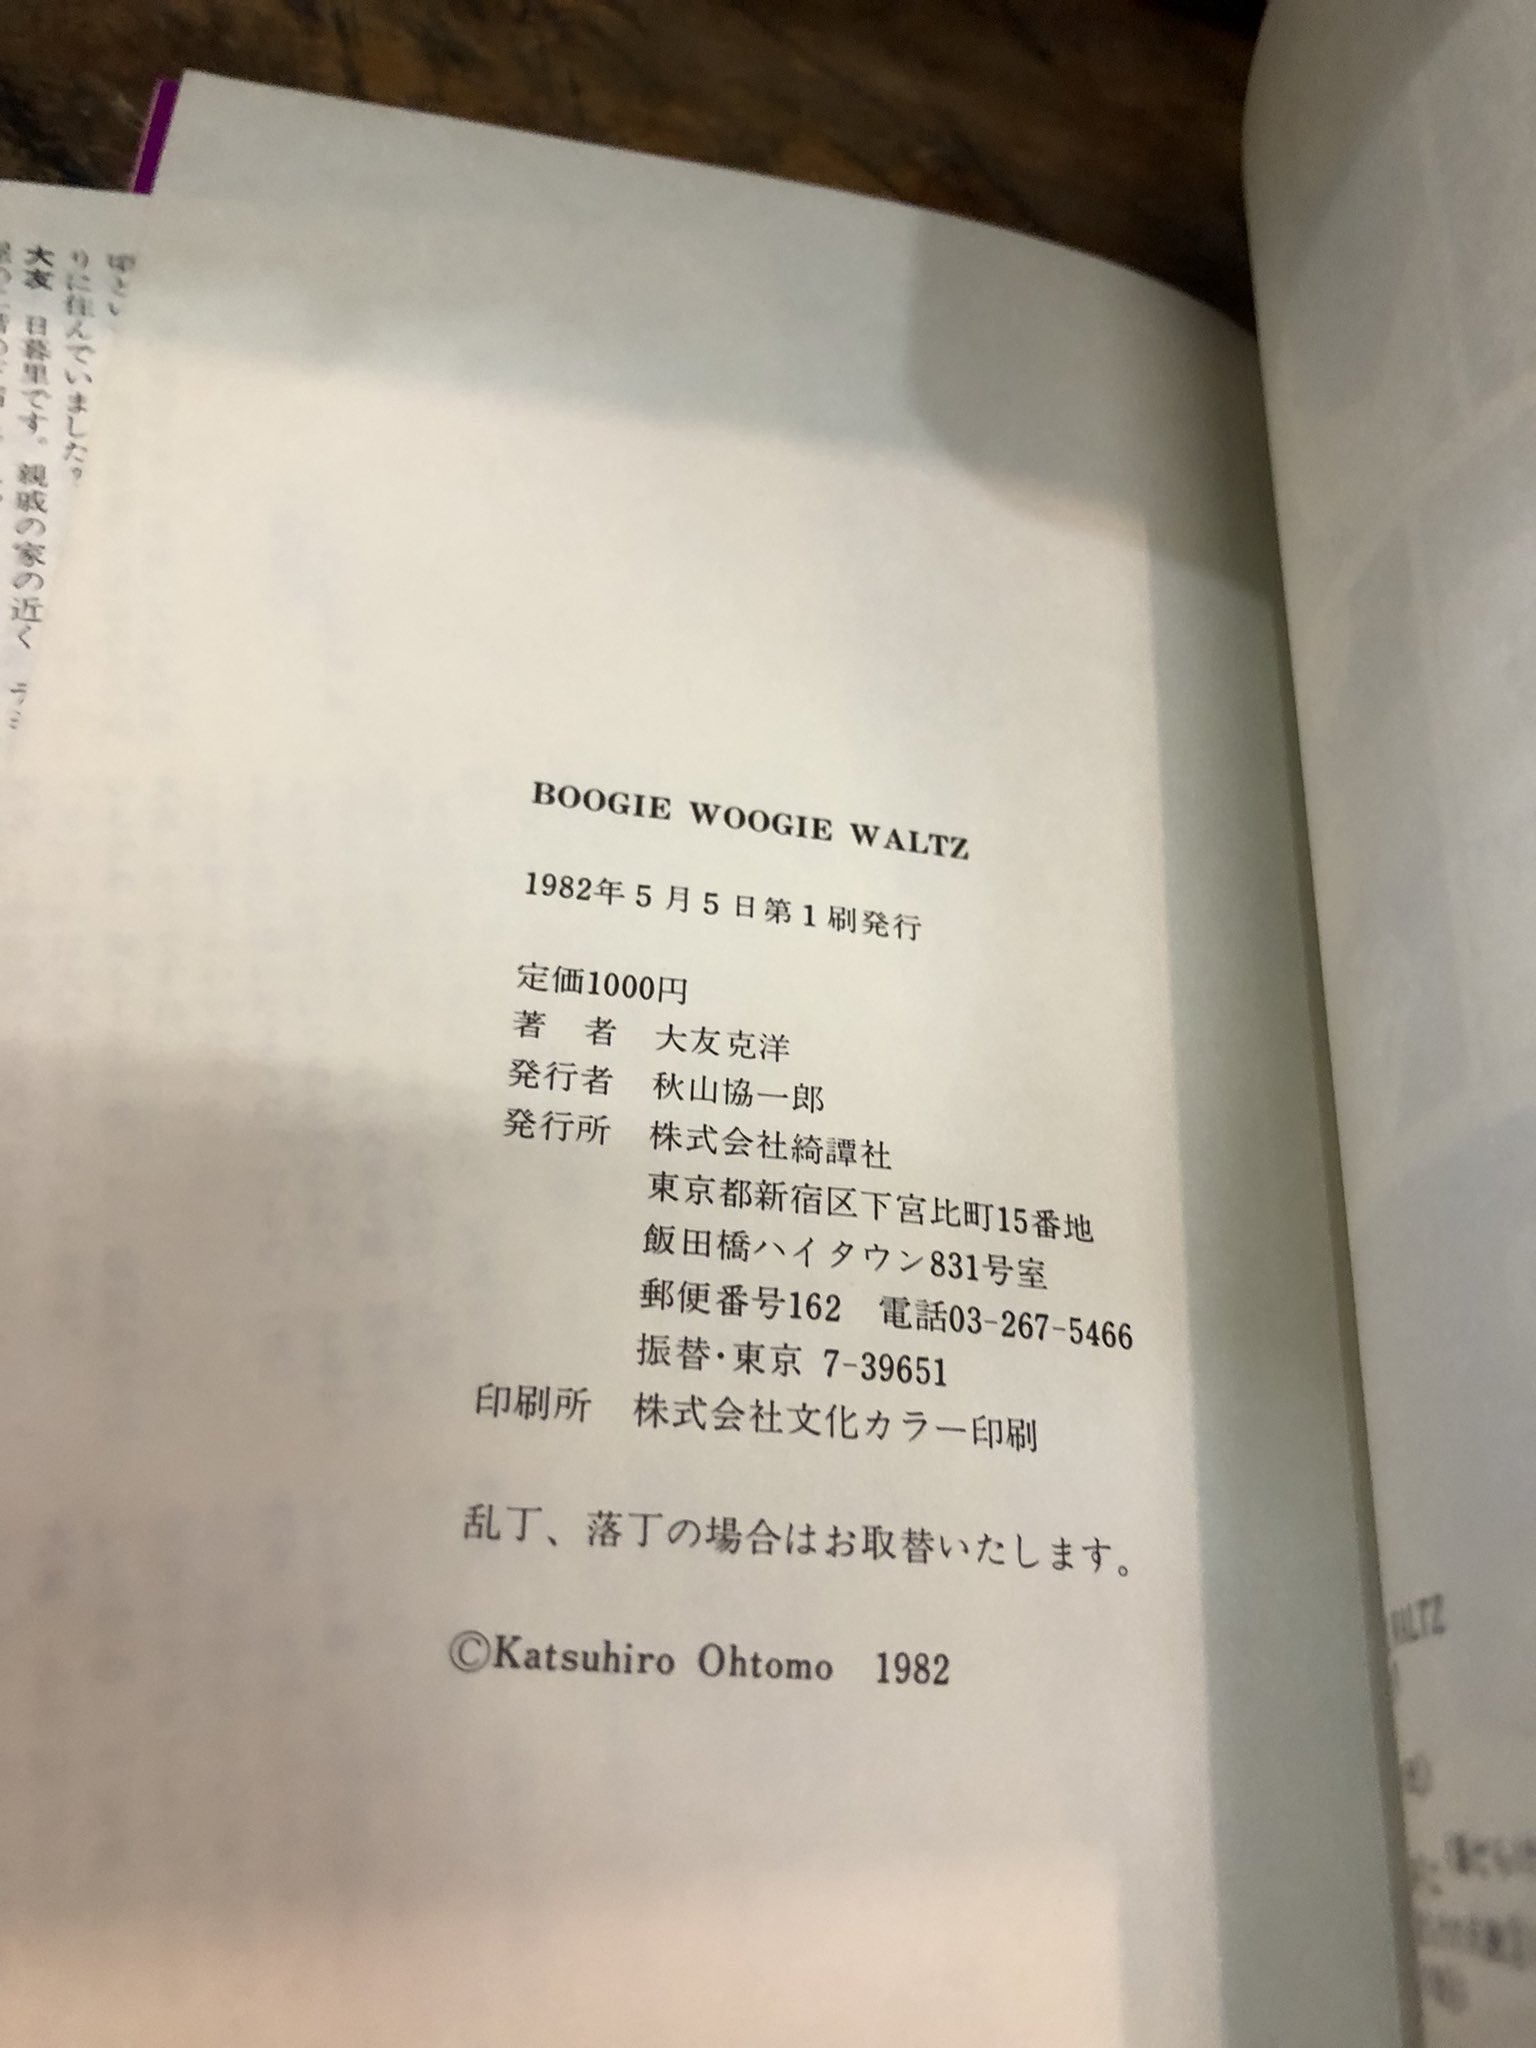 BOOGIE WOOGIE WALTZ
1982年5月5日第1刷発行
定価1000円
著　者　大友克洋
発行者　秋山協一郎
発行所　株式会社綺譚社
東京都新宿区下宮比町15番地
飯田橋ハイタウン831号室
郵便番号162　電話03-267-5466
振替・東京 7-39651
印刷所　株式会社文化カラー印刷
乱丁、落丁の場合はお取替いたします。
©Katsuhiro Ohtomo　1982
りに住んでいました?
大友　日暮里です。親戚の家の近く
WALTZ